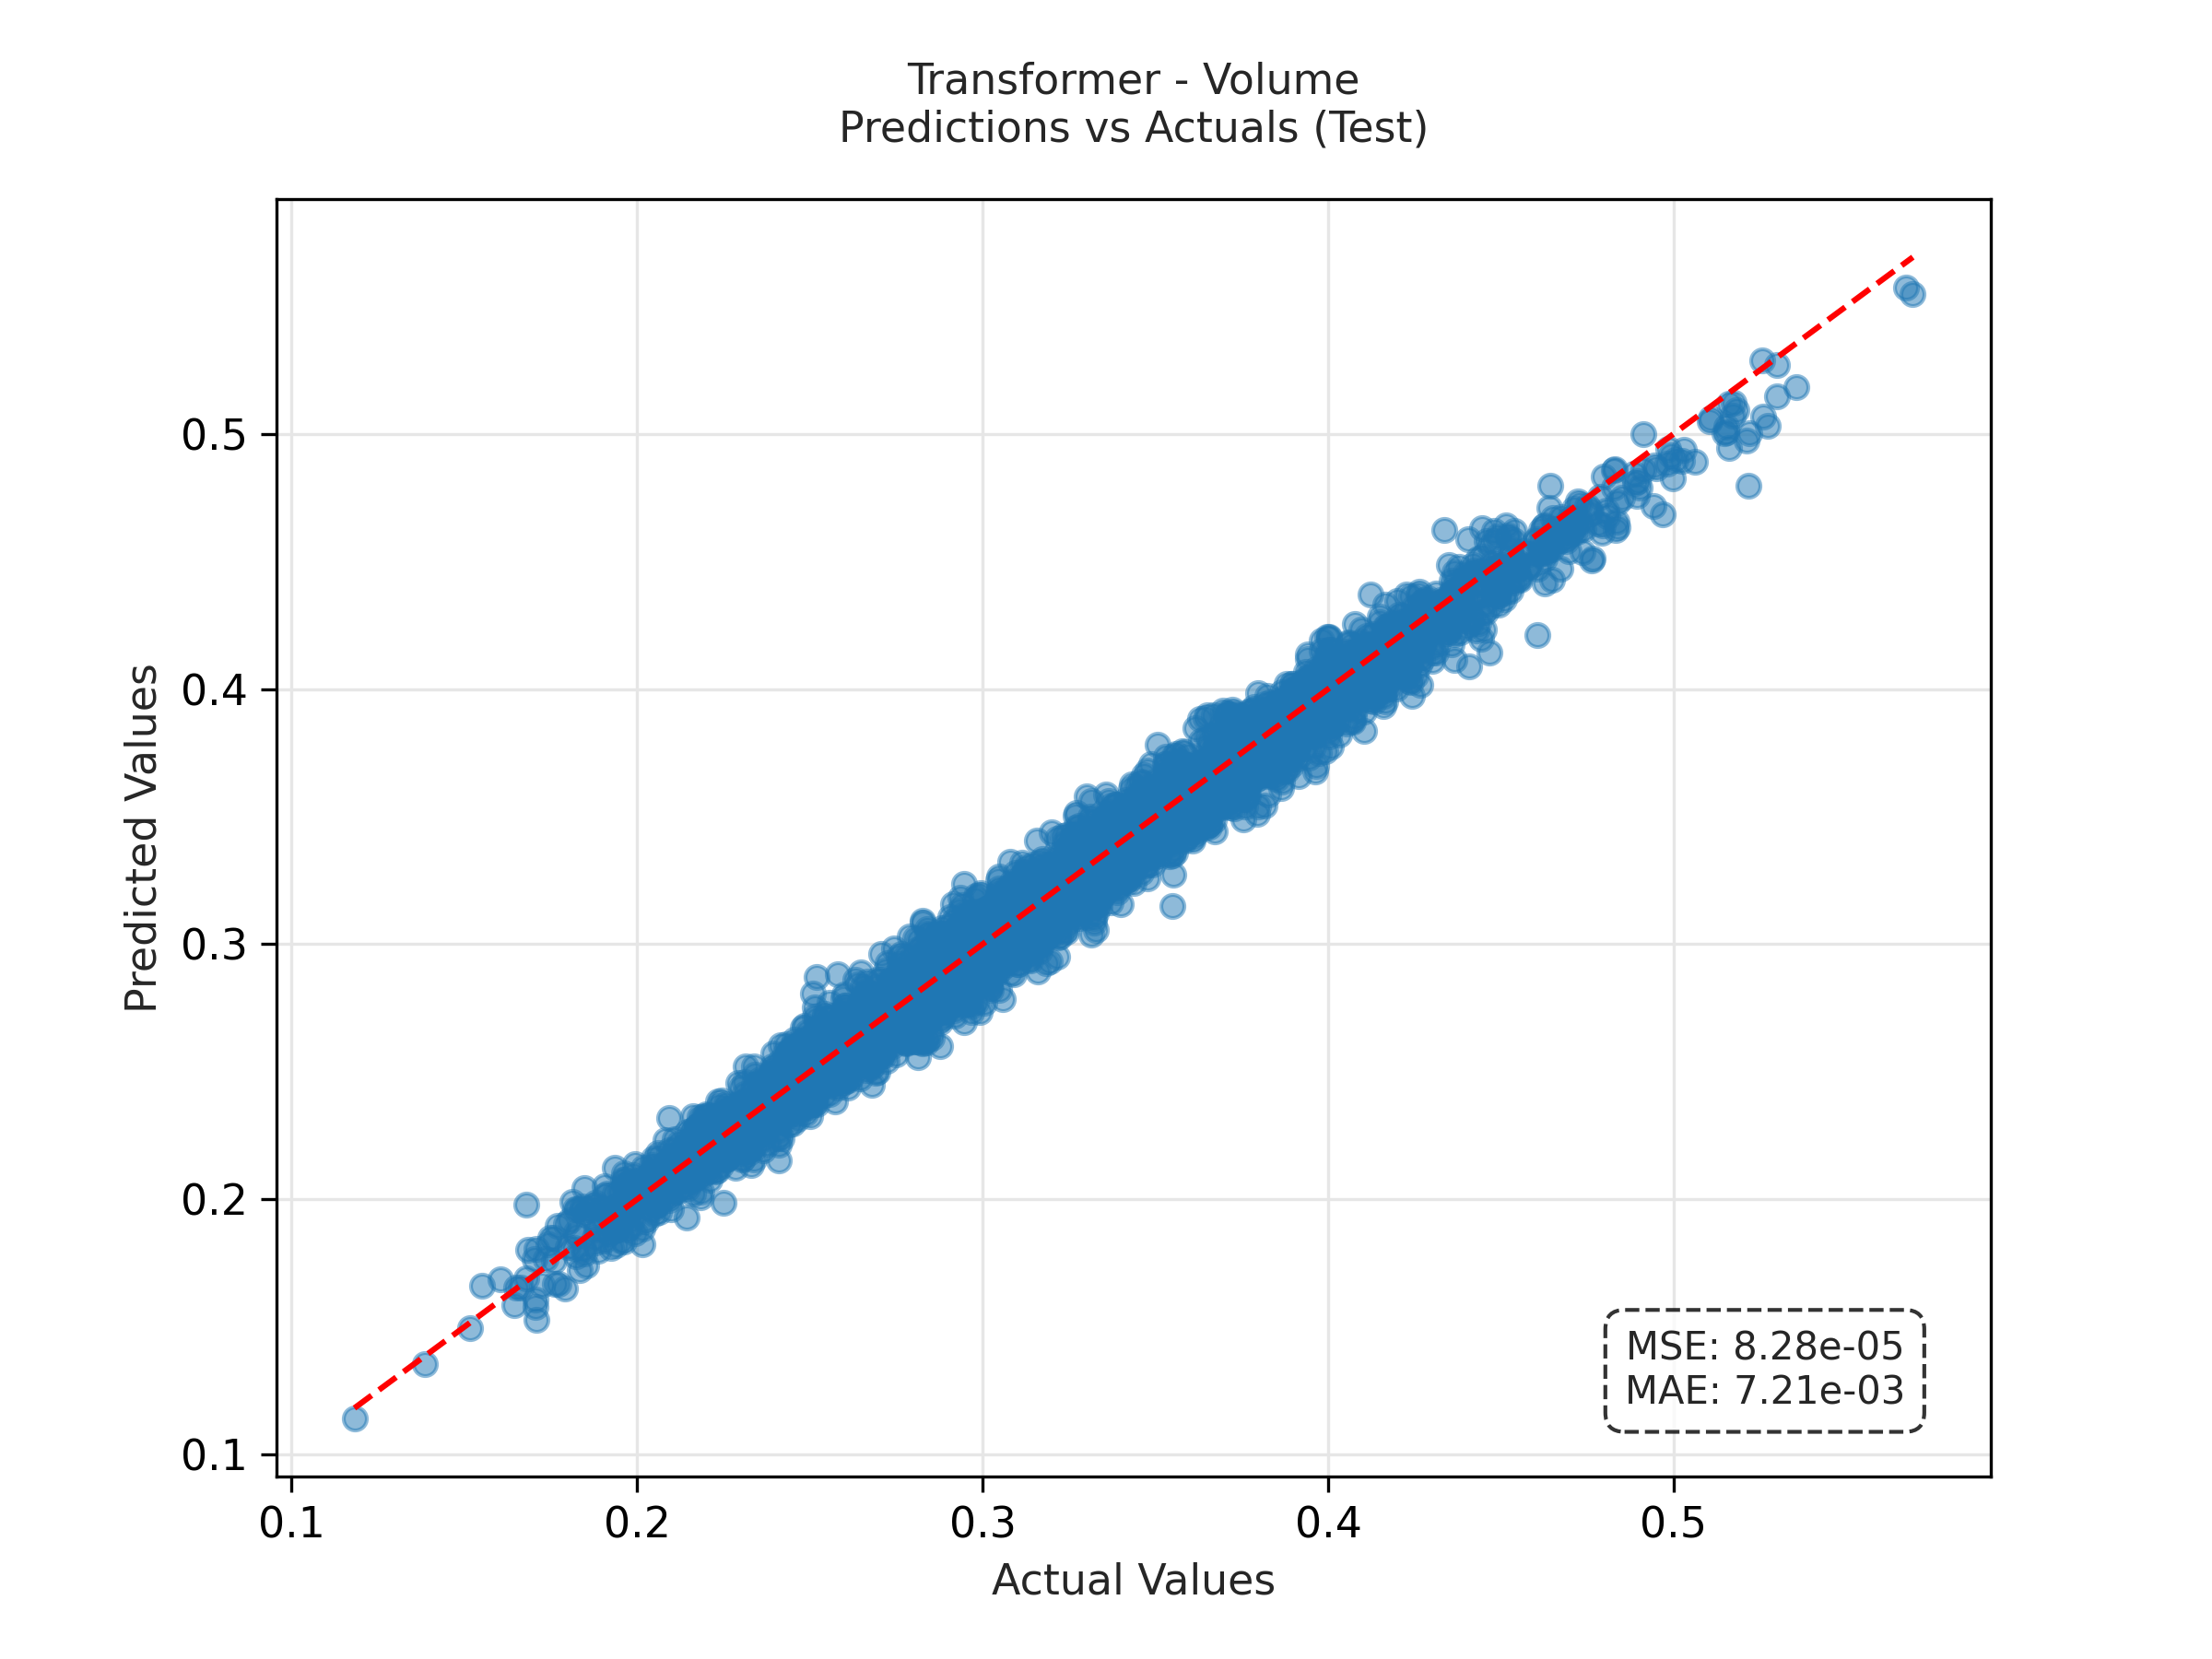 Transformer - Volume
Predictions vs Actuals (Test)
Predicted Values
0.5
0.4
0.3
0.2
0.1
MSE: 8.28e-05
MAE: 7.21e-03
0.1 0.2 0.3 0.4 0.5
Actual Values